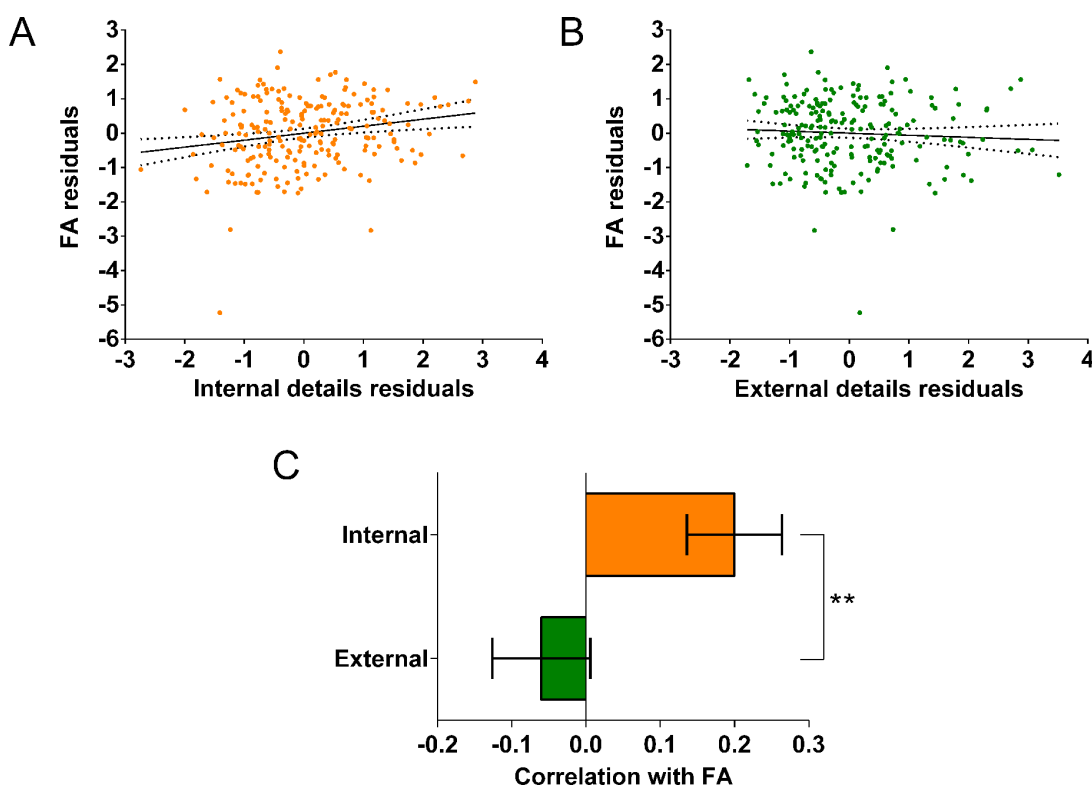 A
3
2
1
0
-1
-2
-3
-4
-5
-6
FA residuals
-3 -2 -1 0 1 2 3 4
Internal details residuals
B
3
2
1
0
-1
-2
-3
-4
-5
-6
FA residuals
-3 -2 -1 0 1 2 3 4
External details residuals
C
Internal
External
**
-0.2 -0.1 0.0 0.1 0.2 0.3
Correlation with FA